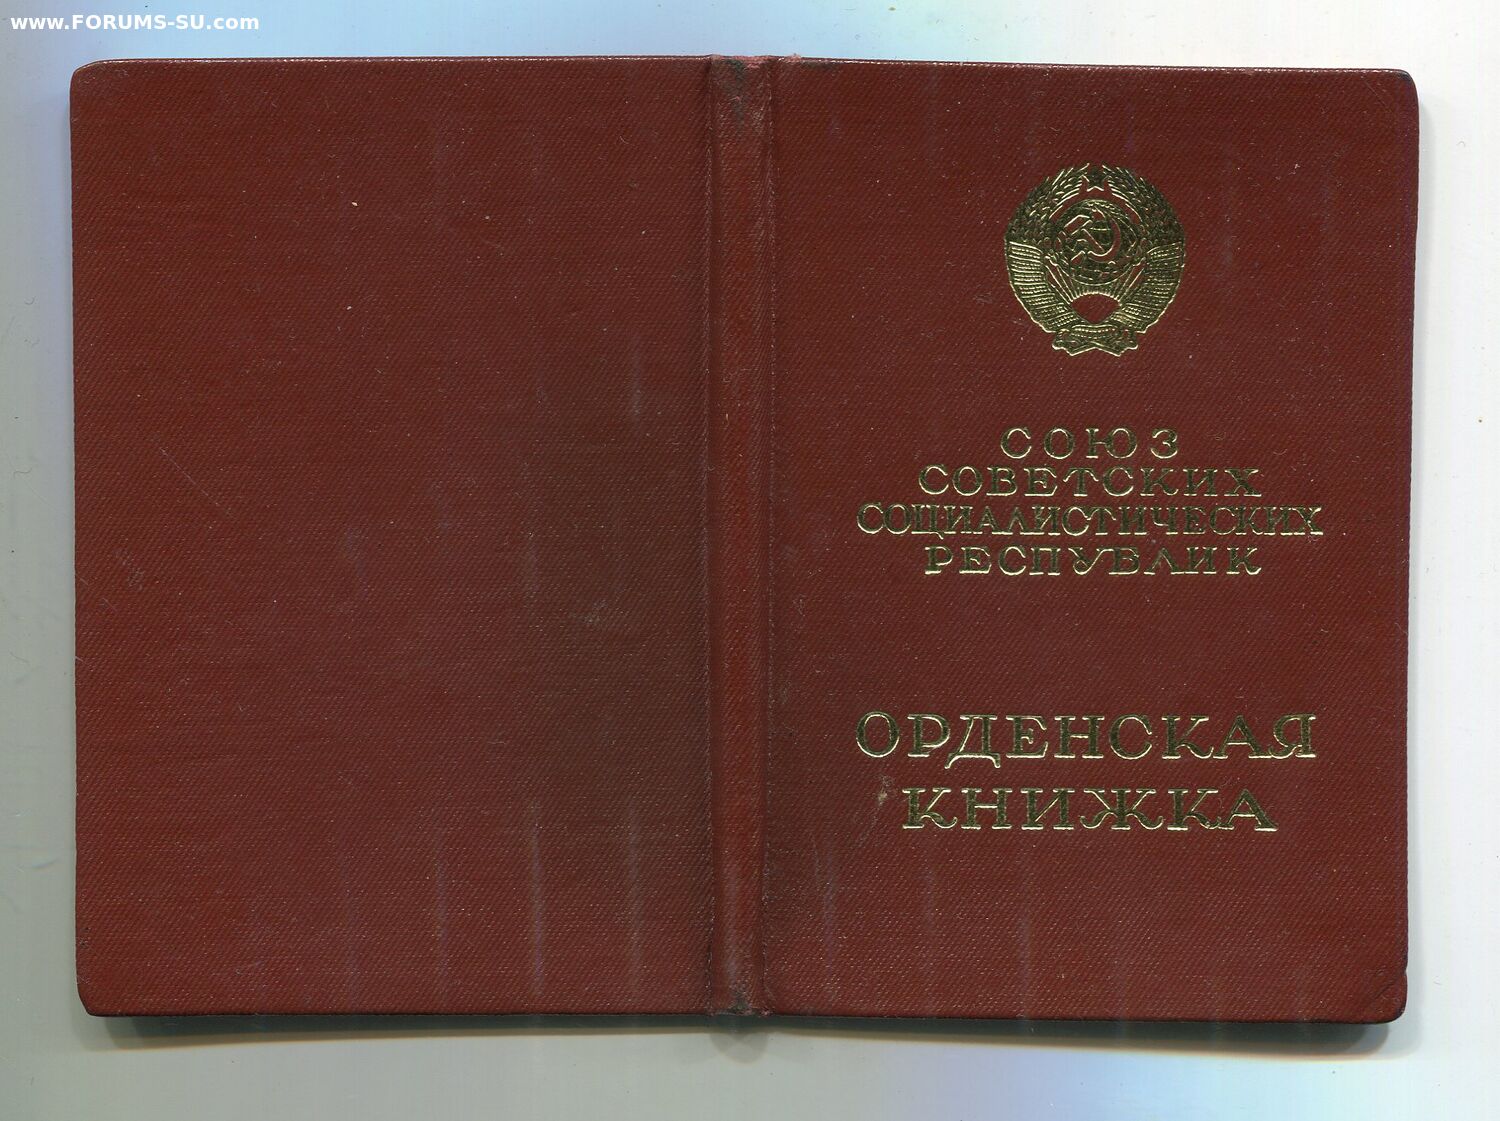 www.FORUMS-SU.com
СОЮЗ
СОВЕТСКИХ
СОЦИАЛИСТИЧЕСКИХ
РЕСПУБЛИК
ОРДЕНСКАЯ
КНИЖКА